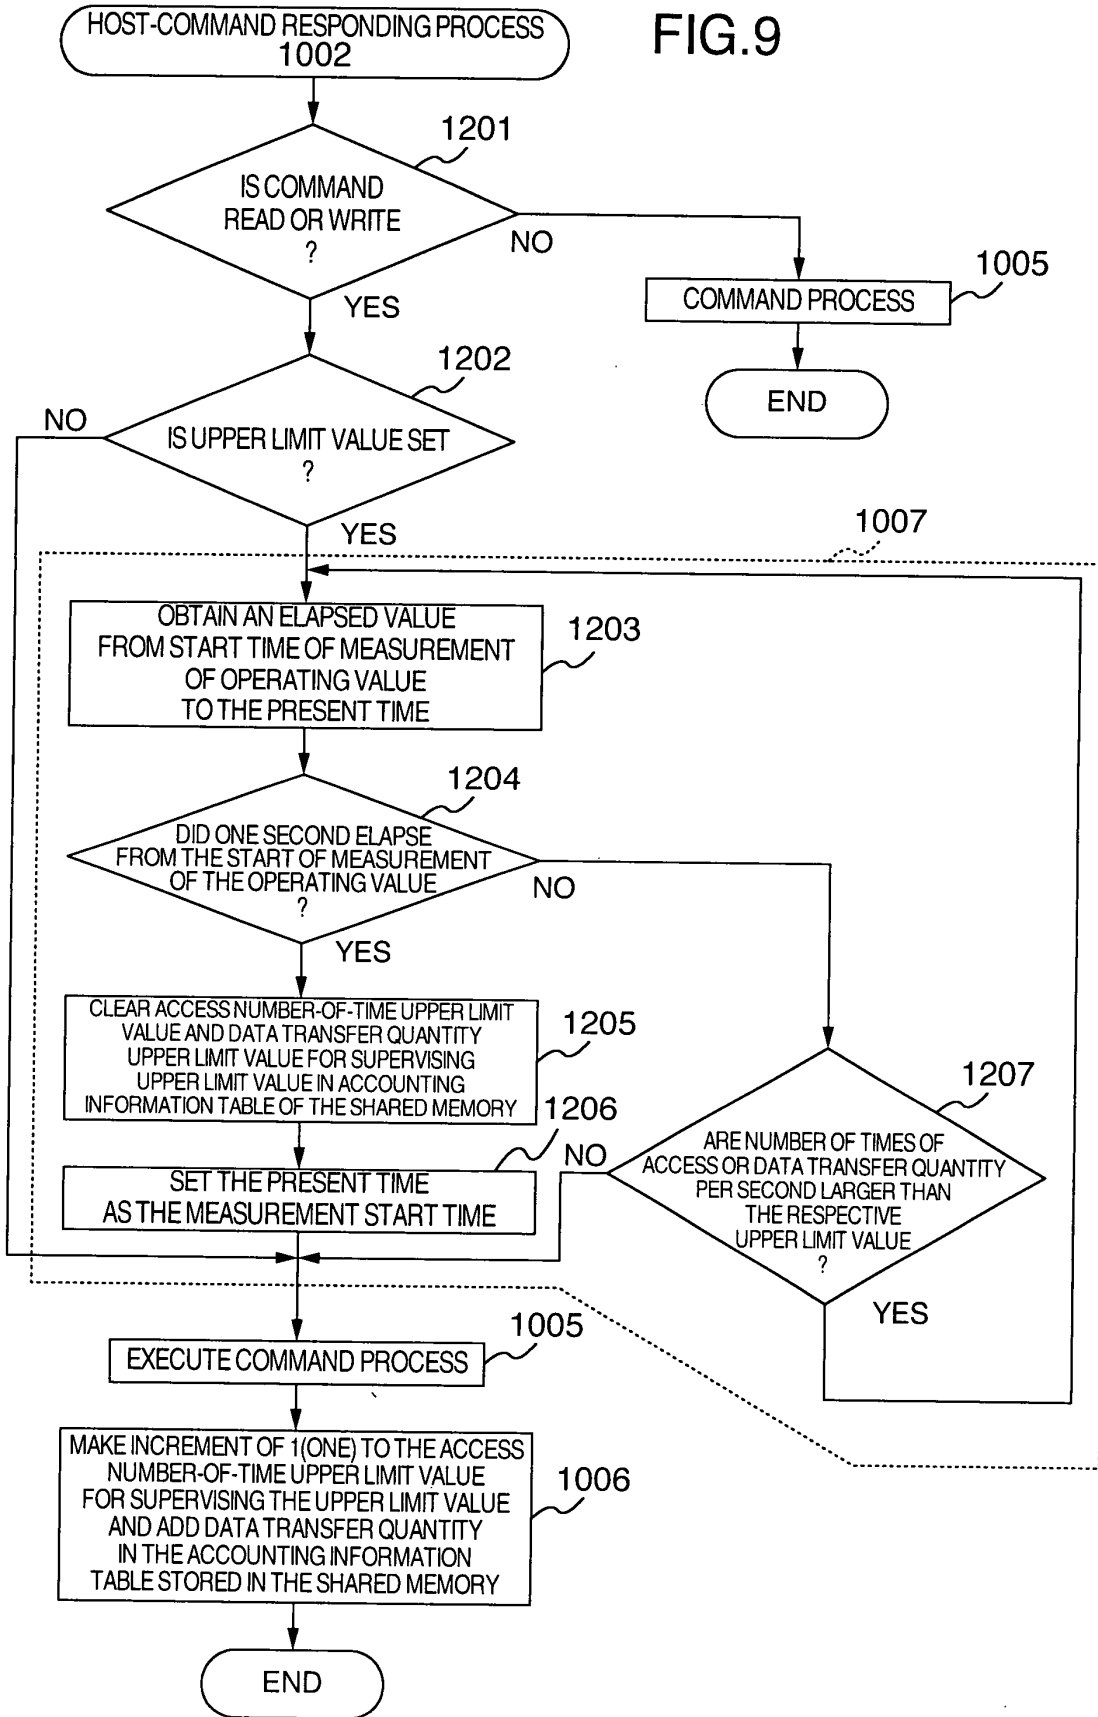 FIG.9
HOST-COMMAND RESPONDING PROCESS
1002
1201
IS COMMAND
READ OR WRITE
?
NO
YES
1005
COMMAND PROCESS
END
1202
NO
IS UPPER LIMIT VALUE SET
?
YES
1007
OBTAIN AN ELAPSED VALUE
FROM START TIME OF MEASUREMENT
OF OPERATING VALUE
TO THE PRESENT TIME
1203
1204
DID ONE SECOND ELAPSE
FROM THE START OF MEASUREMENT
OF THE OPERATING VALUE
?
NO
YES
CLEAR ACCESS NUMBER-OF-TIME UPPER LIMIT
VALUE AND DATA TRANSFER QUANTITY
UPPER LIMIT VALUE FOR SUPERVISING
UPPER LIMIT VALUE IN ACCOUNTING
INFORMATION TABLE OF THE SHARED MEMORY
1205
1206
SET THE PRESENT TIME
AS THE MEASUREMENT START TIME
1207
NO
ARE NUMBER OF TIMES OF
ACCESS OR DATA TRANSFER QUANTITY
PER SECOND LARGER THAN
THE RESPECTIVE
UPPER LIMIT VALUE
?
YES
1005
EXECUTE COMMAND PROCESS
MAKE INCREMENT OF 1(ONE) TO THE ACCESS
NUMBER-OF-TIME UPPER LIMIT VALUE
FOR SUPERVISING THE UPPER LIMIT VALUE
AND ADD DATA TRANSFER QUANTITY
IN THE ACCOUNTING INFORMATION
TABLE STORED IN THE SHARED MEMORY
1006
END